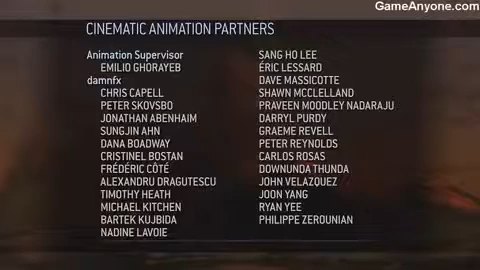 GameAnyone.com
CINEMATIC ANIMATION PARTNERS
Animation Supervisor
EMILIO GHORAYEB
damnfx
CHRIS CAPELL
PETER SKOVSBO
JONATHAN ABENHAIM
SUNGJIN AHN
DANA BOADWAY
CRISTINEL BOSTAN
FRÉDÉRIC CÔTÉ
ALEXANDRU DRAGUTESCU
TIMOTHY HEATH
MICHAEL KITCHEN
BARTEK KUJBIDA
NADINE LAVOIE
SANG HO LEE
ÉRIC LESSARD
DAVE MASSICOTTE
SHAWN MCCLELLAND
PRAVEEN MOODLEY NADARAJU
DARRYL PURDY
GRAEME REVELL
PETER REYNOLDS
CARLOS ROSAS
DOWNUNDA THUNDA
JOHN VELAZQUEZ
JOON YANG
RYAN YEE
PHILIPPE ZEROUNIAN